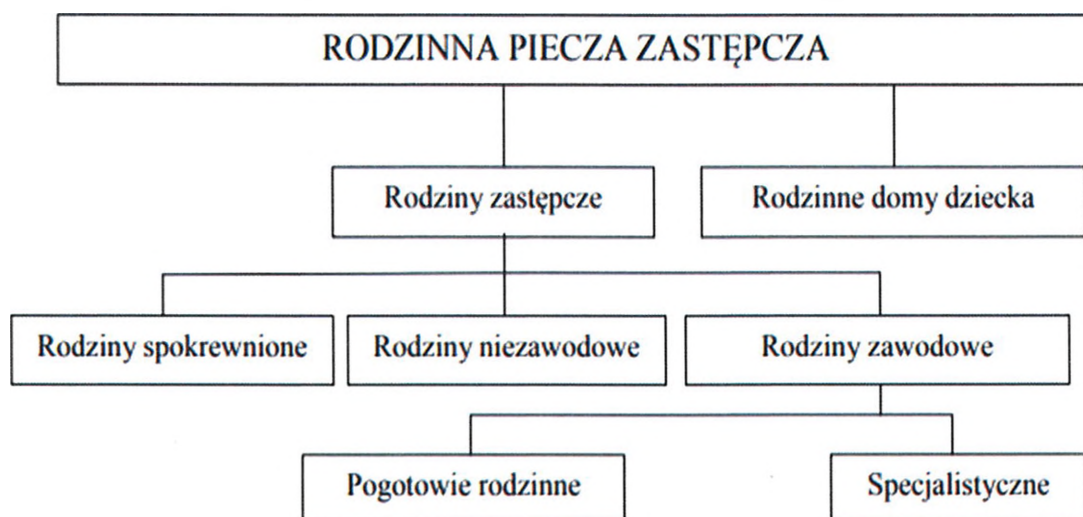 RODZINNA PIECZA ZASTĘPCZA
Rodziny zastępcze
Rodzinne domy dziecka
Rodziny spokrewnione
Rodziny niezawodowe
Rodziny zawodowe
Pogotowie rodzinne
Specjalistyczne